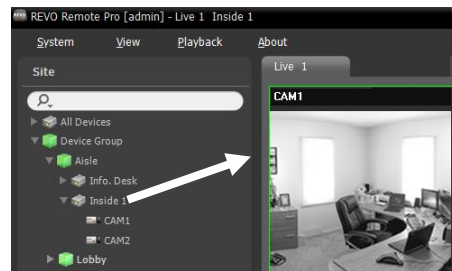 REVO Remote Pro [admin] - Live 1 Inside 1
System View Playback About
Site
Live 1
CAM1
All Devices
Device Group
Aisle
Info. Desk
Inside 1
CAM1
CAM2
Lobby